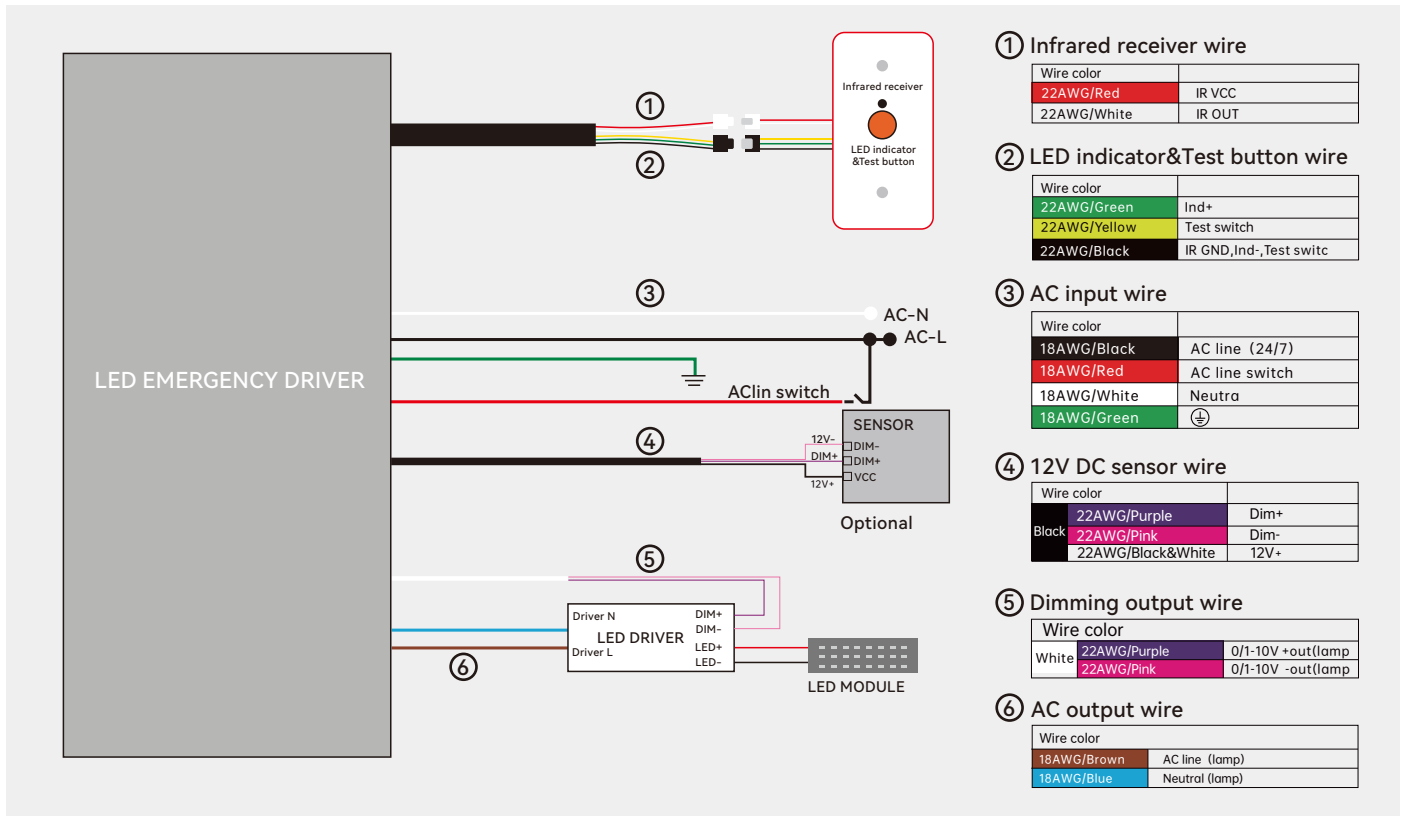 LED EMERGENCY DRIVER
①
②
Infrared receiver
LED indicator
&Test button
③
AC-N
AC-L
AClin switch
④
12V-
DIM+
12V+
SENSOR
DIM-
DIM+
VCC
Optional
⑤
Driver N
Driver L
LED DRIVER
DIM+
DIM-
LED+
LED-
⑥
LED MODULE
① Infrared receiver wire
Wire color
22AWG/Red IR VCC
22AWG/White IR OUT
② LED indicator&Test button wire
Wire color
22AWG/Green Ind+
22AWG/Yellow Test switch
22AWG/Black IR GND,Ind-,Test switc
③ AC input wire
Wire color
18AWG/Black AC line (24/7)
18AWG/Red AC line switch
18AWG/White Neutra
18AWG/Green
④ 12V DC sensor wire
Wire color
Black
22AWG/Purple Dim+
22AWG/Pink Dim-
22AWG/Black&White 12V+
⑤ Dimming output wire
Wire color
White
22AWG/Purple 0/1-10V +out(lamp
22AWG/Pink 0/1-10V -out(lamp
⑥ AC output wire
Wire color
18AWG/Brown AC line (lamp)
18AWG/Blue Neutral (lamp)